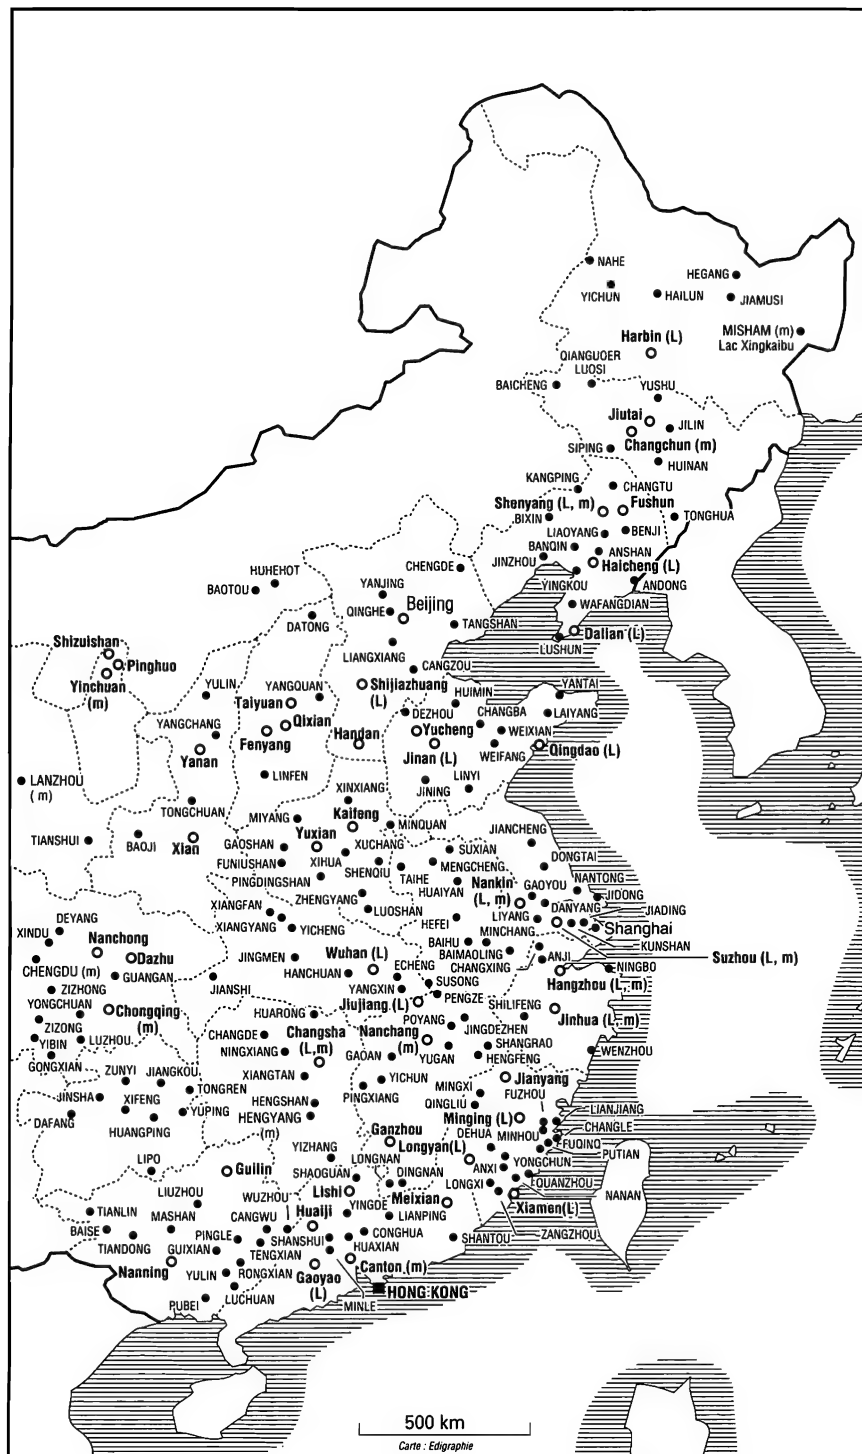 NAHE
HEGANG
YICHUN
HAILUN
JIAMUSI
MISHAM (m)
Lac Xingkaibu
Harbin (L)
QIANGUOER
LUOSI
BAICHENG
YUSHU
Jiutai
JILIN
Changchun (m)
SIPING
HUINAN
KANGPING
CHANGTU
Shenyang (L, m)
Fushun
BIXIN
TONGHUA
LIAOYANG
BENJI
BANQIN
ANSHAN
JINZHOU
Haicheng (L)
CHENGDE
YINGKOU
ANDONG
HUHEHOT
BAOTOU
YANJING
QINGHE
Beijing
WAFANGDIAN
DATONG
TANGSHAN
Dalian (L)
LUSHUN
Shizuishan
Pinghuo
LIANGXIANG
CANGZOU
Yinchuan
(m)
YULIN
YANGQUAN
Shijiazhuang
(L)
HUIMIN
YANTAI
Taiyuan
DEZHOU
CHANGBA
LAIYANG
YANGCHANG
Qixian
Yucheng
WEIXIAN
Yanan
Fenyang
Handan
Jinan (L)
WEIFANG
Qingdao (L)
LANZHOU
( m)
LINFEN
XINXIANG
JINING
LINYI
TONGCHUAN
MIYANG
Kaifeng
MINQUAN
JIANCHENG
TIANSHUI
BAOJI
Xian
Yuxian
GAOSHAN
XUCHANG
SUXIAN
DONGTAI
FUNIUSHAN
XIHUA
SHENQIU
MENGCHENG
PINGDINGSHAN
TAIHE
HUAIYAN
Nankin
(L, m)
GAOYOU
NANTONG
JIDONG
ZHENGYANG
XIANGFAN
LUOSHAN
LIYANG
DANYANG
JIADING
DEYANG
XINDU
XIANGYANG
YICHENG
HEFEI
MINCHANG
Shanghai
Nanchong
Dazhu
Wuhan (L)
BAIHU
KUNSHAN
JINGMEN
BAIMAOLING
ANJI
Suzhou (L, m)
CHENGDU (m)
GUANGAN
HANCHUAN
ECHENG
CHANGXING
NINGBO
ZIZHONG
JIANSHI
YANGXIN
SUSONG
Hangzhou (L, m)
YONGCHUAN
Chongqing
(m)
HUARONG
Jiujiang (L)
PENGZE
SHILIFENG
ZIZONG
CHANGDE
Changsha
(L,m)
Nanchang
(m)
POYANG
JINGDEZHEN
Jinhua (L, m)
YIBIN
LUZHOU
NINGXIANG
GAOAN
YUGAN
SHANGRAO
HENGFENG
WENZHOU
GONGXIAN
ZUNYI
JIANGKOU
XIANGTAN
YICHUN
Jianyang
JINSHA
XIFENG
TONGREN
PINGXIANG
MINGXI
FUZHOU
DAFANG
YUPING
HENGSHAN
QINGLIU
LIANJIANG
HUANGPING
HENGYANG
(m)
Ganzhou
Minging (L)
CHANGLE
DEHUA
MINHOU
FUQINQ
YIZHANG
LONGNAN
Longyan(L)
PUTIAN
LIPO
Guilin
SHAOGUAN
DINGNAN
ANXI
YONGCHUN
LIUZHOU
WUZHOU
Lishi
LONGXI
QUANZHOU
NANAN
TIANLIN
MASHAN
CANGWU
Huaiji
YINGDE
Meixian
Xiamen(L)
BAISE
PINGLE
LIANPING
TIANDONG
GUIXIAN
TENGXIAN
SHANSHUI
CONGHUA
SHANTOU
ZANGZHOU
HUAXIAN
Nanning
YULIN
RONGXIAN
Gaoyao
(L)
Canton (m)
PUBEI
LUCHUAN
MINLE
HONG KONG
500 km
Carte : Edigraphie